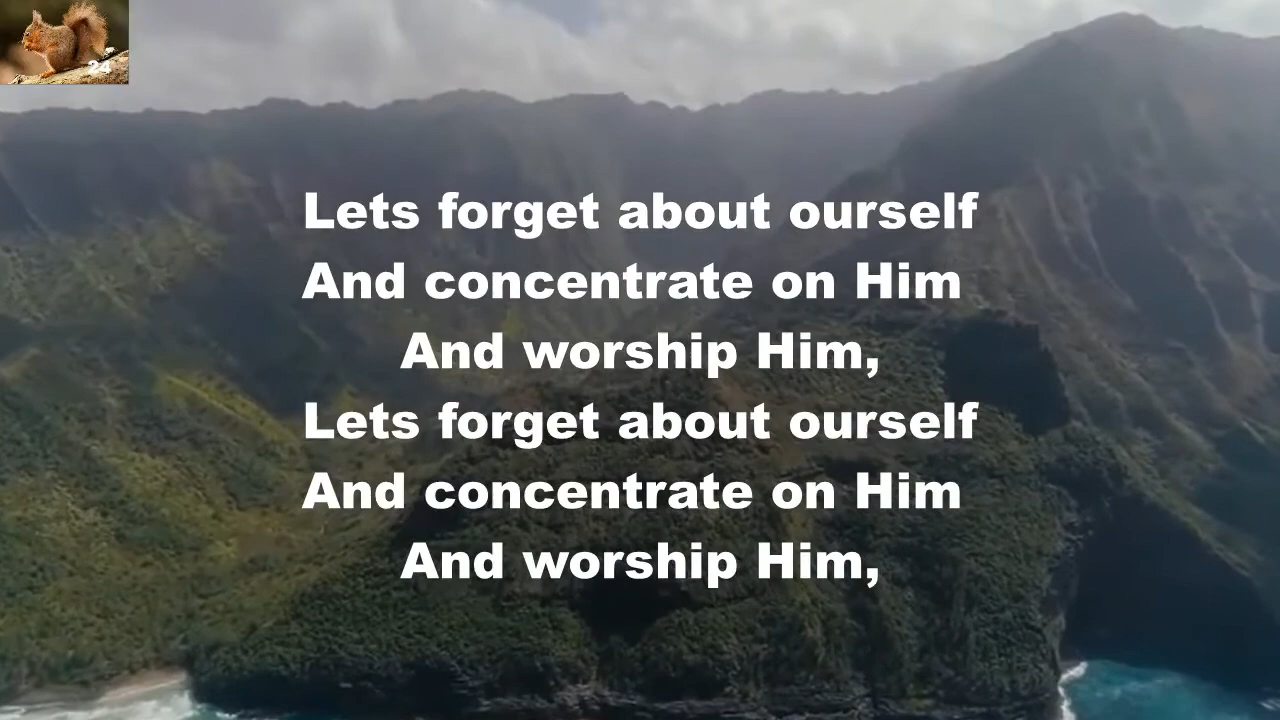 24
Lets forget about ourself
And concentrate on Him
And worship Him,
Lets forget about ourself
And concentrate on Him
And worship Him,